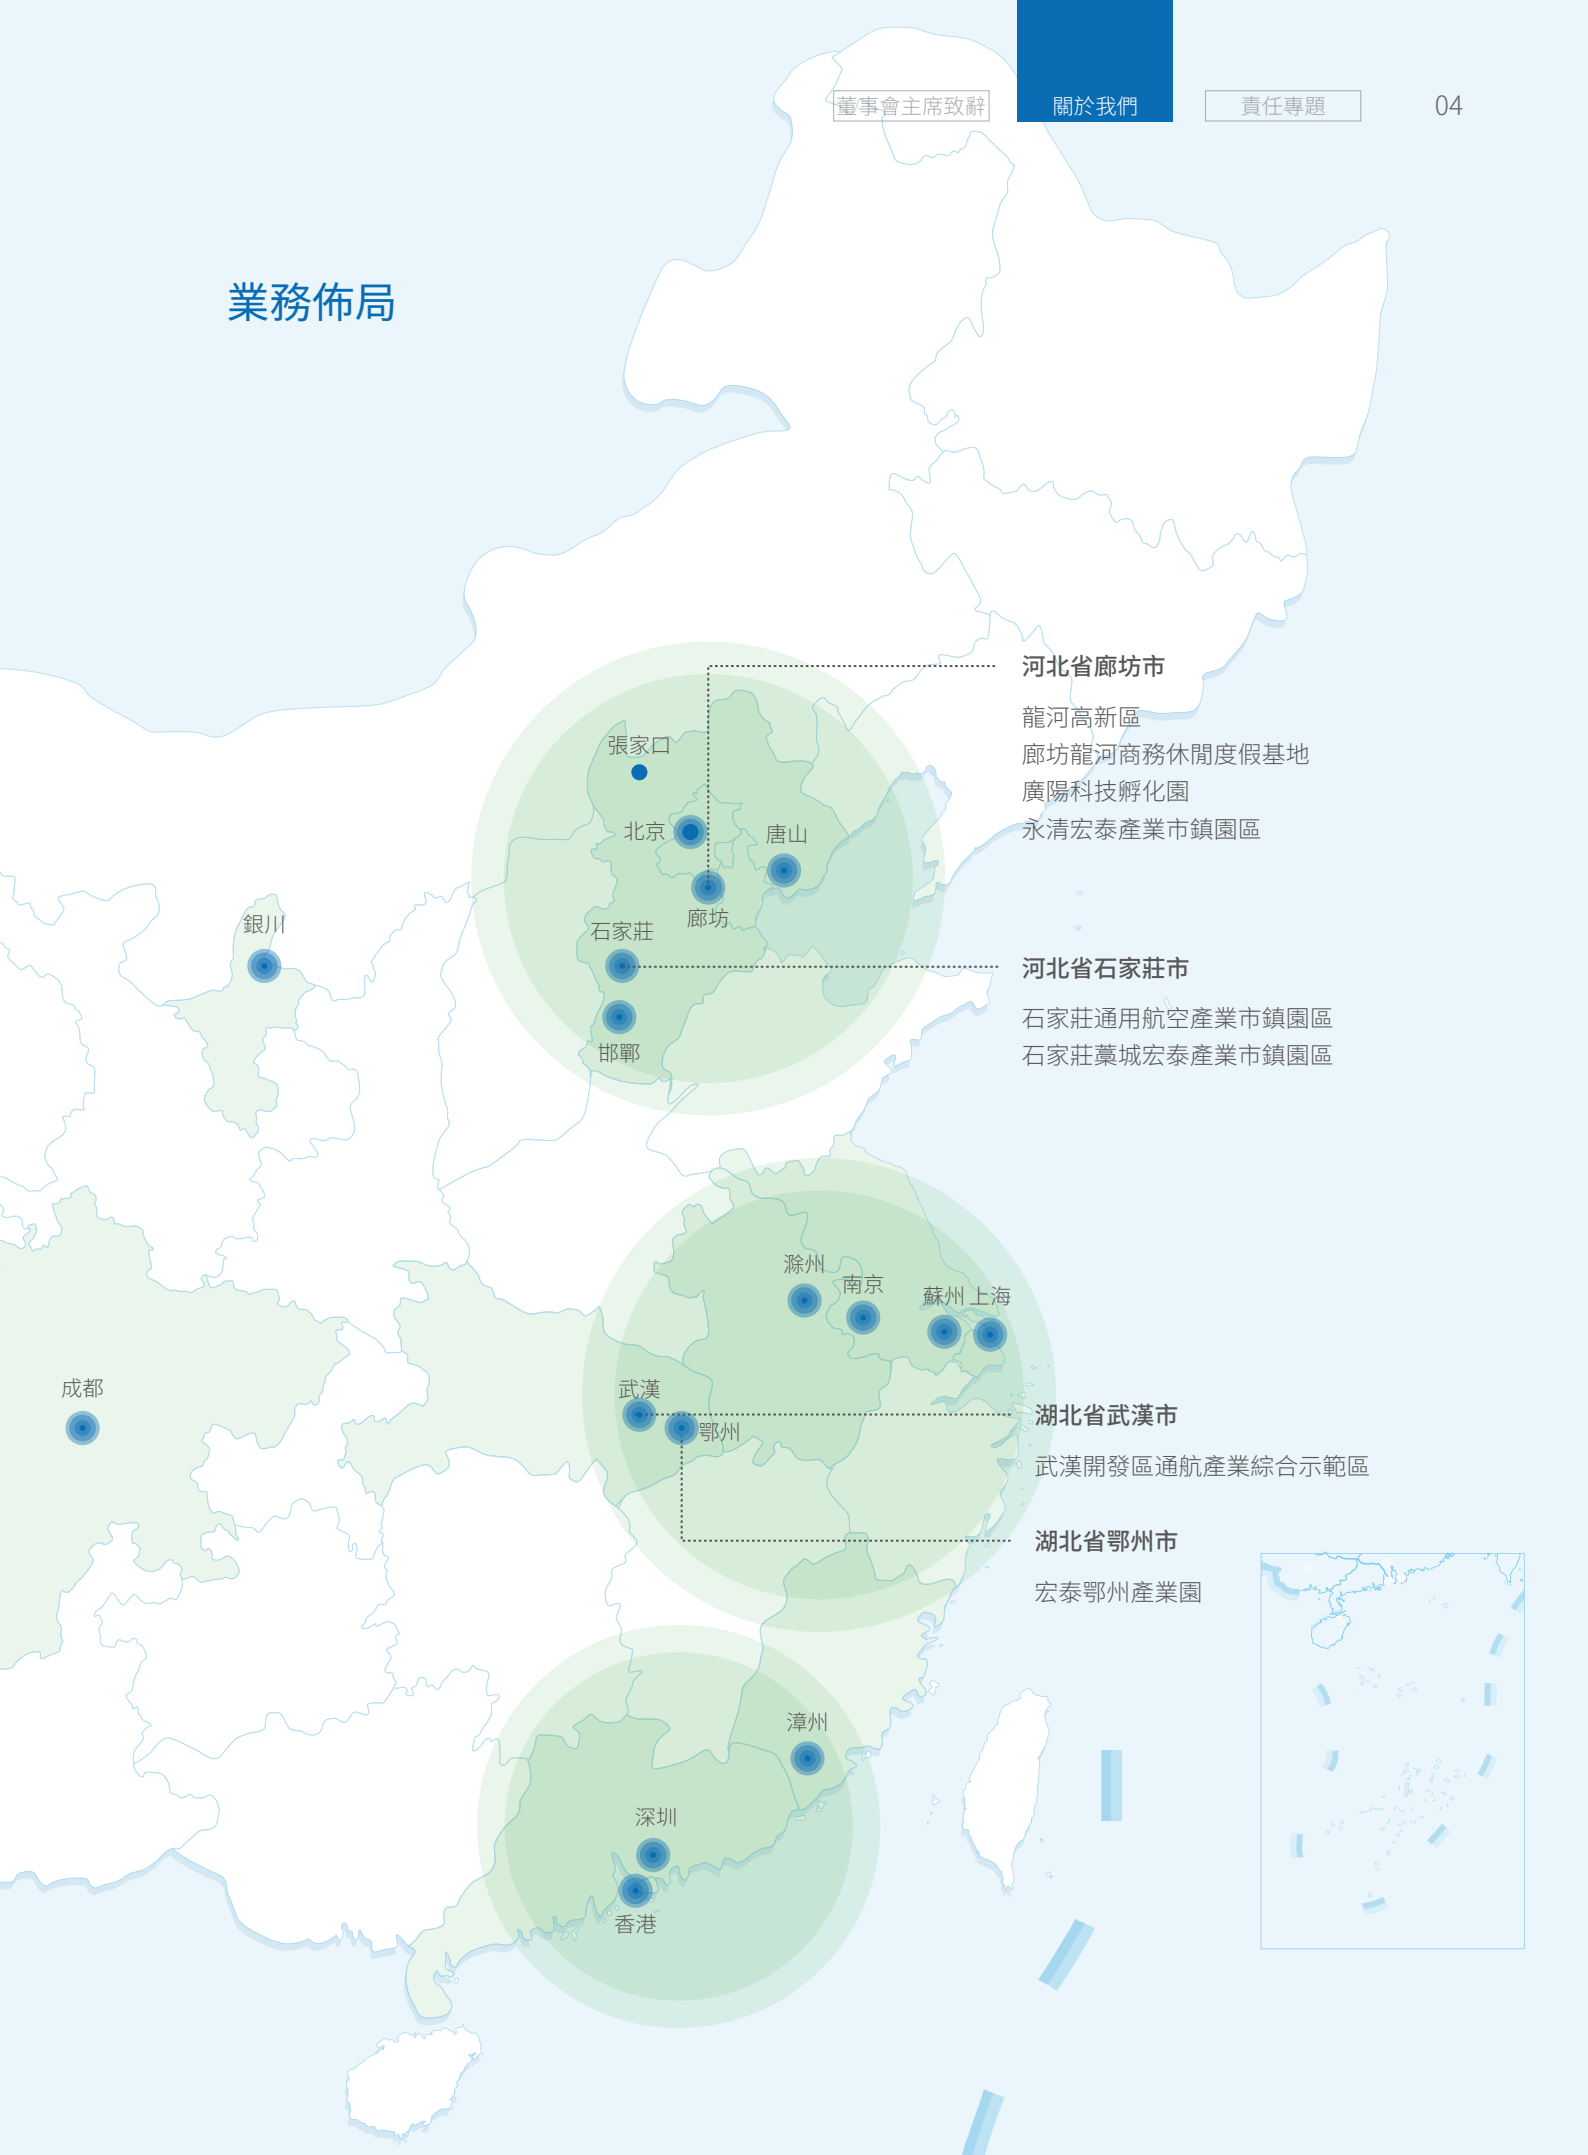 董事會主席致辭
關於我們
責任專題
04
業務佈局
河北省廊坊市
龍河高新區
廊坊龍河商務休閒度假基地
廣陽科技孵化園
永清宏泰產業市鎮園區
張家口
北京
唐山
廊坊
銀川
石家莊
邯鄲
河北省石家莊市
石家莊通用航空產業市鎮園區
石家莊藁城宏泰產業市鎮園區
滁州
南京
蘇州
上海
成都
武漢
鄂州
湖北省武漢市
武漢開發區通航產業綜合示範區
湖北省鄂州市
宏泰鄂州產業園
漳州
深圳
香港